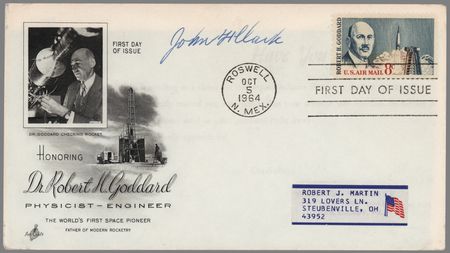 FIRST DAY
OF ISSUE
DR. GODDARD CHECKING ROCKET
HONORING
Dr. Robert H. Goddard
PHYSICIST – ENGINEER
THE WORLD'S FIRST SPACE PIONEER
FATHER OF MODERN ROCKETRY
ArtCraft
John
ROSWELL
OCT
5
1964
N. MEX.
ROBERT H. GODDARD
U.S. AIR MAIL 8c
FIRST DAY OF ISSUE
ROBERT J. MARTIN
319 LOVERS LN.
STEUBENVILLE, OH
43952